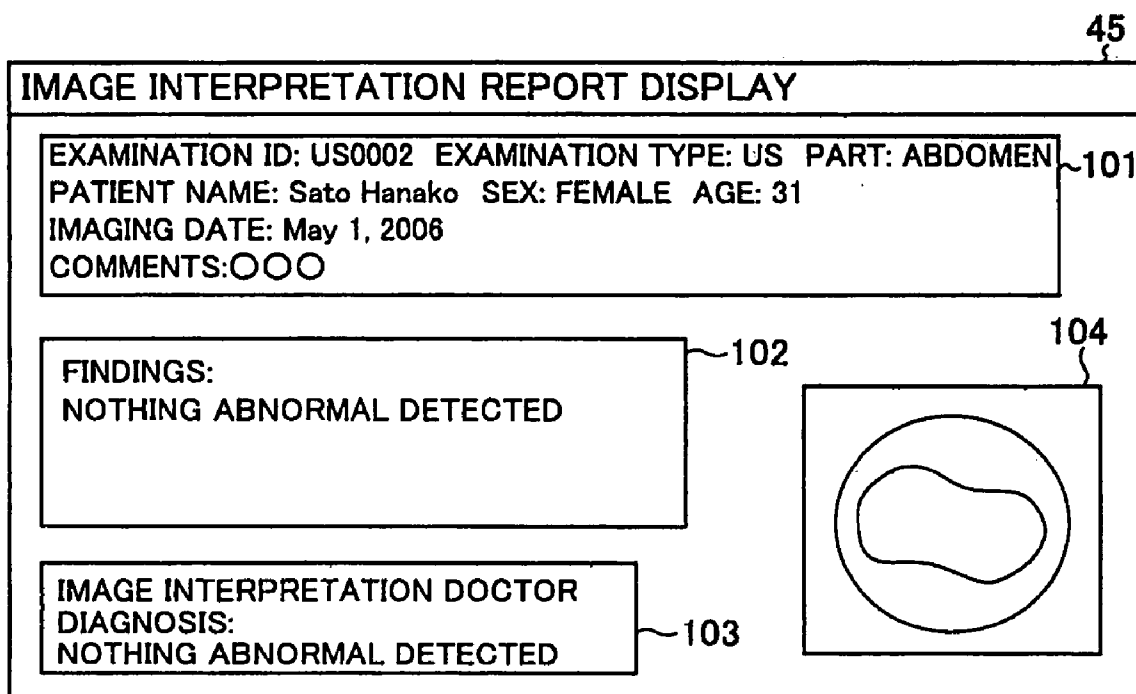 45
IMAGE INTERPRETATION REPORT DISPLAY
EXAMINATION ID: US0002 EXAMINATION TYPE: US PART: ABDOMEN
101
PATIENT NAME: Sato Hanako SEX: FEMALE AGE: 31
IMAGING DATE: May 1, 2006
COMMENTS:○○○
102
104
FINDINGS:
NOTHING ABNORMAL DETECTED
IMAGE INTERPRETATION DOCTOR
DIAGNOSIS:
103
NOTHING ABNORMAL DETECTED